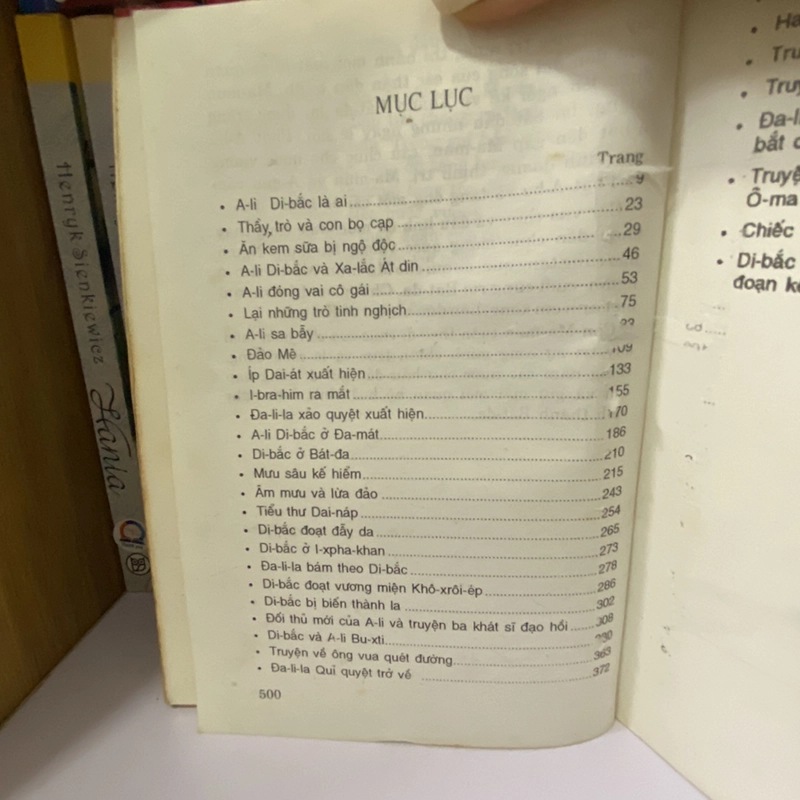 MỤC LỤC
Trang
• A-li Di-bắc là ai 9
• Thầy, trò và con bọ cạp 23
• Ăn kem sữa bị ngộ độc 29
• A-li Di-bắc và Xa-lắc Át din 46
• A-li đóng vai cô gái 53
• Lại những trò tinh nghịch 75
• A-li sa bẫy
• Đảo Mè 109
• Íp Dai-át xuất hiện 133
• I-bra-him ra mắt 155
• Đa-li-la xảo quyệt xuất hiện 170
• A-li Di-bắc ở Đa-mát 186
• Di-bắc ở Bát-đa 210
• Mưu sâu kế hiểm 215
• Âm mưu và lừa đảo 243
• Tiểu thư Dai-náp 254
• Di-bắc đoạt đẫy da 265
• Di-bắc ở I-xpha-khan 273
• Đa-li-la bám theo Di-bắc 278
• Di-bắc đoạt vương miện Khô-xrôi-ép 286
• Di-bắc bị biến thành la 302
• Đối thủ mới của A-li và truyện ba khát sĩ đạo hồi 308
• Di-bắc và A-li Bu-xti
• Truyện về ông vua quét đường 363
• Đa-li-la Quỉ quyệt trở về 372
500
• Ha
• Tru
• Truy
• Đa-l
bắt
• Truyệ
Ô-ma
• Chiếc
• Di-bắc
đoạn k
Henryk Sienkiewicz
Hania